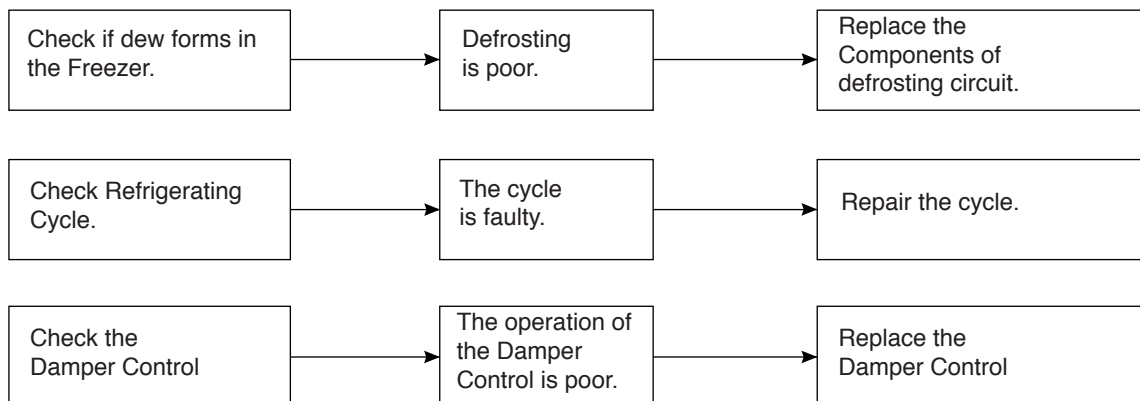 Check if dew forms in
the Freezer.
Defrosting
is poor.
Replace the
Components of
defrosting circuit.
Check Refrigerating
Cycle.
The cycle
is faulty.
Repair the cycle.
Check the
Damper Control
The operation of
the Damper
Control is poor.
Replace the
Damper Control